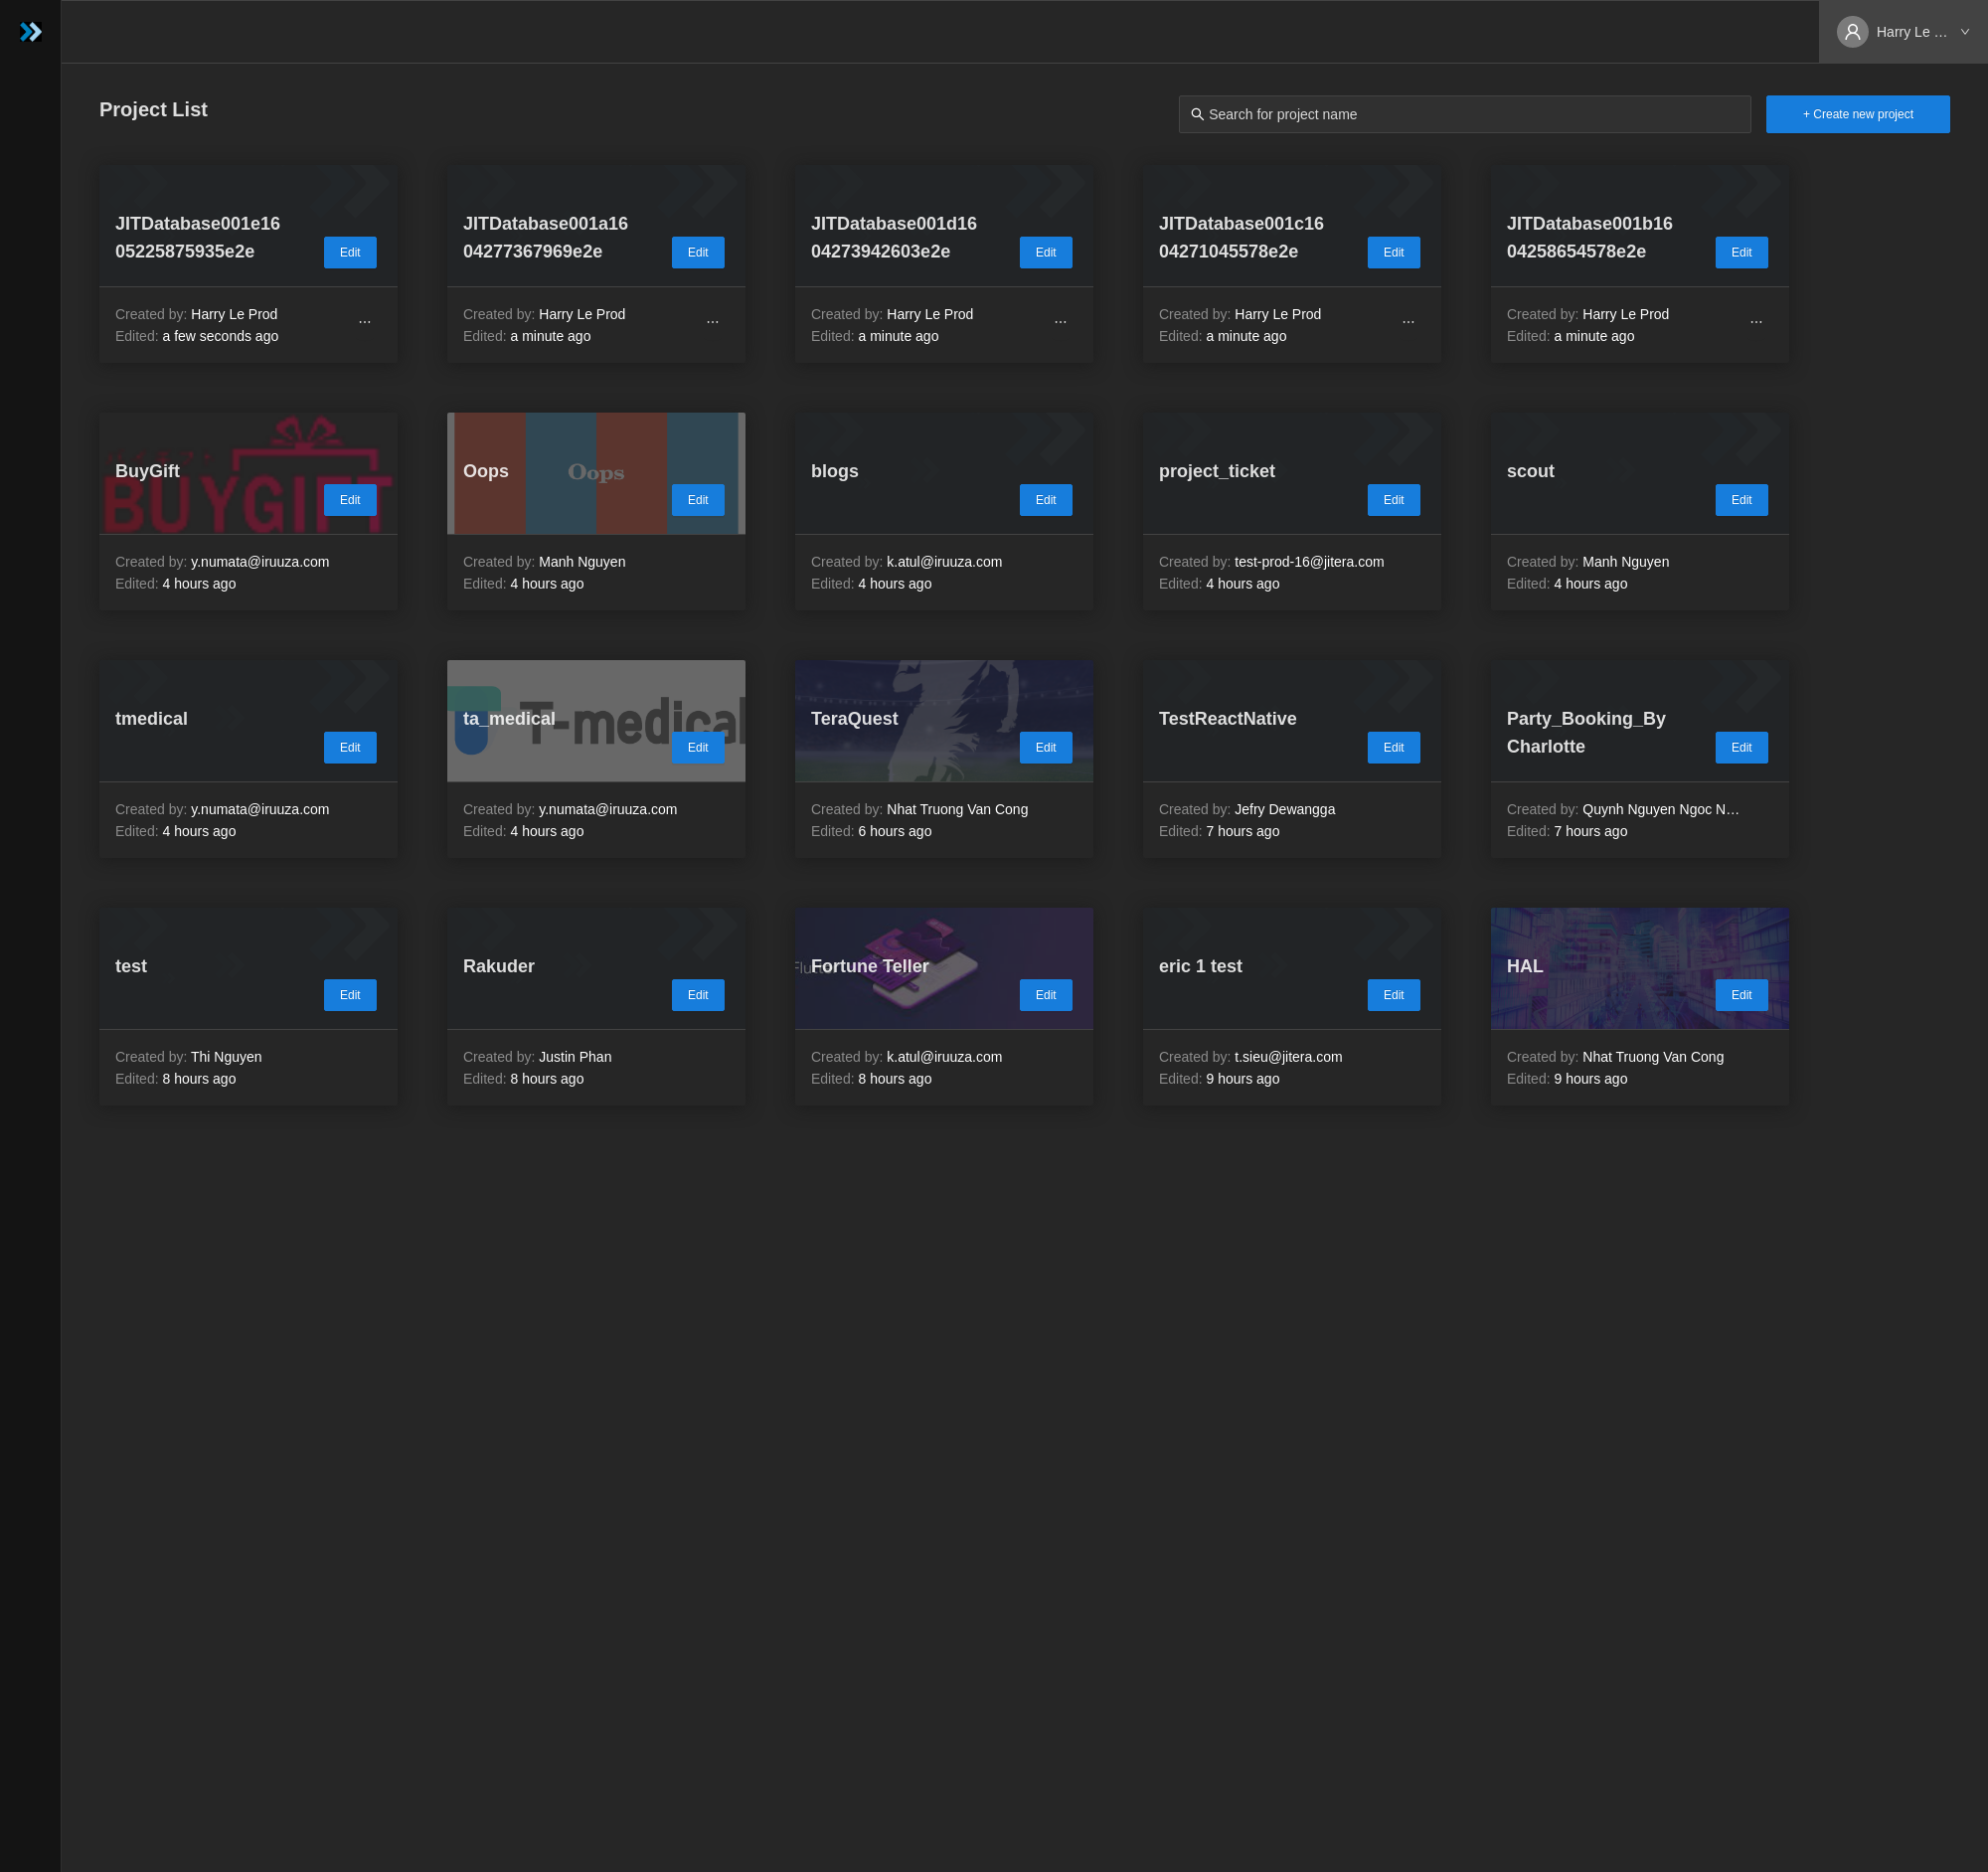 Harry Le …
Project List
Search for project name
+ Create new project
JITDatabase001e16
05225875935e2e
Edit
Created by: Harry Le Prod
Edited: a few seconds ago
...
JITDatabase001a16
04277367969e2e
Edit
Created by: Harry Le Prod
Edited: a minute ago
...
JITDatabase001d16
04273942603e2e
Edit
Created by: Harry Le Prod
Edited: a minute ago
...
JITDatabase001c16
04271045578e2e
Edit
Created by: Harry Le Prod
Edited: a minute ago
...
JITDatabase001b16
04258654578e2e
Edit
Created by: Harry Le Prod
Edited: a minute ago
...
BuyGift
BUYGIFT
Edit
Created by: y.numata@iruuza.com
Edited: 4 hours ago
Oops
Oops
Edit
Created by: Manh Nguyen
Edited: 4 hours ago
blogs
Edit
Created by: k.atul@iruuza.com
Edited: 4 hours ago
project_ticket
Edit
Created by: test-prod-16@jitera.com
Edited: 4 hours ago
scout
Edit
Created by: Manh Nguyen
Edited: 4 hours ago
tmedical
Edit
Created by: y.numata@iruuza.com
Edited: 4 hours ago
ta_medical
T-medical
Edit
Created by: y.numata@iruuza.com
Edited: 4 hours ago
TeraQuest
Edit
Created by: Nhat Truong Van Cong
Edited: 6 hours ago
TestReactNative
Edit
Created by: Jefry Dewangga
Edited: 7 hours ago
Party_Booking_By
Charlotte
Edit
Created by: Quynh Nguyen Ngoc N…
Edited: 7 hours ago
test
Edit
Created by: Thi Nguyen
Edited: 8 hours ago
Rakuder
Edit
Created by: Justin Phan
Edited: 8 hours ago
Fortune Teller
Edit
Created by: k.atul@iruuza.com
Edited: 8 hours ago
eric 1 test
Edit
Created by: t.sieu@jitera.com
Edited: 9 hours ago
HAL
Edit
Created by: Nhat Truong Van Cong
Edited: 9 hours ago